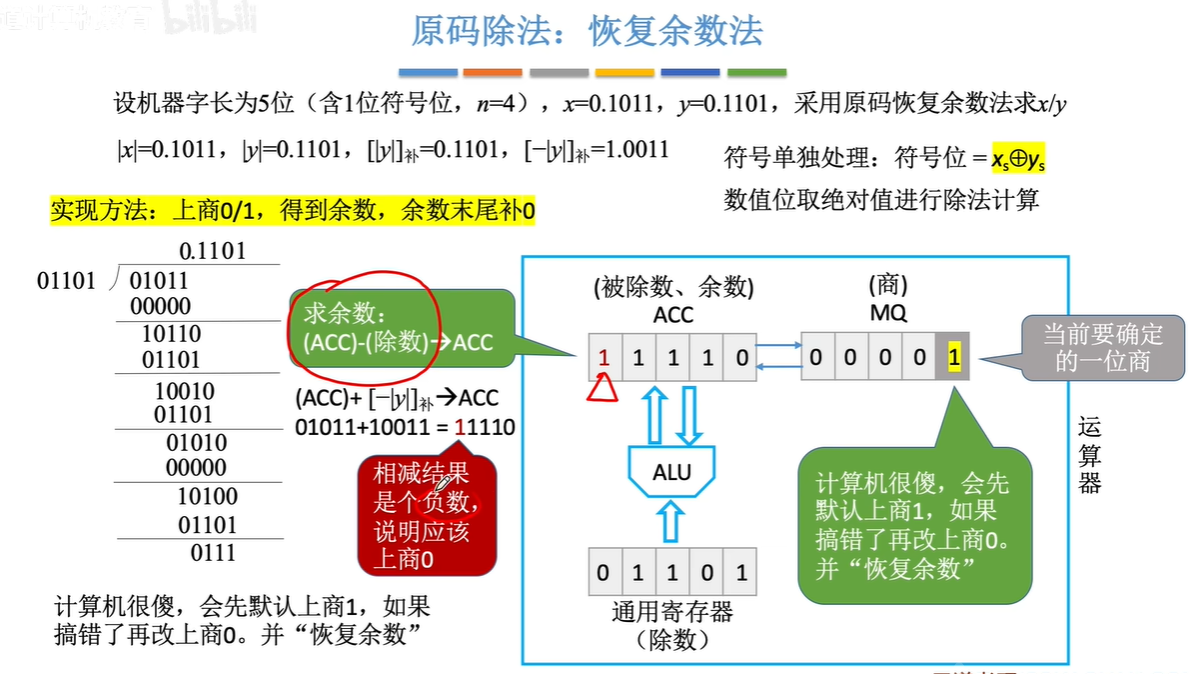 bilibili
原码除法：恢复余数法
设机器字长为5位（含1位符号位，n=4），x=0.1011，y=0.1101，采用原码恢复余数法求x/y
|x|=0.1011，|y|=0.1101，[|y|]补=0.1101，[−|y|]补=1.0011
符号单独处理：符号位 = xs⊕ys
数值位取绝对值进行除法计算
实现方法：上商0/1，得到余数，余数末尾补0
0.1101
01101
01011
00000
10110
01101
10010
01101
01010
00000
10100
01101
0111
求余数：
(ACC)-(除数)→ACC
(ACC)+ [−|y|]补→ACC
01011+10011 = 11110
相减结果
是个负数，
说明应该
上商0
计算机很傻，会先默认上商1，如果
搞错了再改上商0。并“恢复余数”
(被除数、余数)
ACC
1 1 1 1 0
(商)
MQ
0 0 0 0 1
当前要确定
的一位商
ALU
0 1 1 0 1
通用寄存器
（除数）
计算机很傻，会先
默认上商1，如果
搞错了再改上商0。
并“恢复余数”
运
算
器